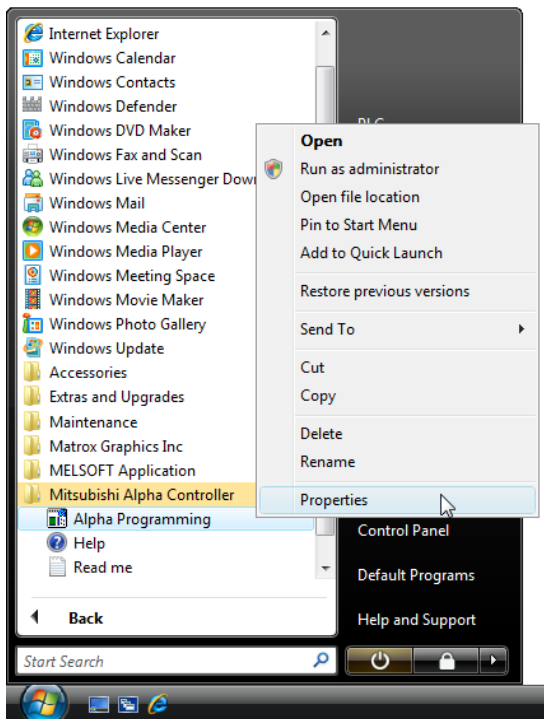 Internet Explorer
Windows Calendar
Windows Contacts
Windows Defender
Windows DVD Maker
Windows Fax and Scan
Windows Live Messenger
Windows Mail
Windows Media Center
Windows Media Player
Windows Meeting Space
Windows Movie Maker
Windows Photo Gallery
Windows Update
Accessories
Extras and Upgrades
Maintenance
Matrox Graphics Inc
MELSOFT Application
Mitsubishi Alpha Controller
Alpha Programming
Help
Read me
Back
Start Search
Open
Run as administrator
Open file location
Pin to Start Menu
Add to Quick Launch
Restore previous versions
Send To
Cut
Copy
Delete
Rename
Properties
Control Panel
Default Programs
Help and Support